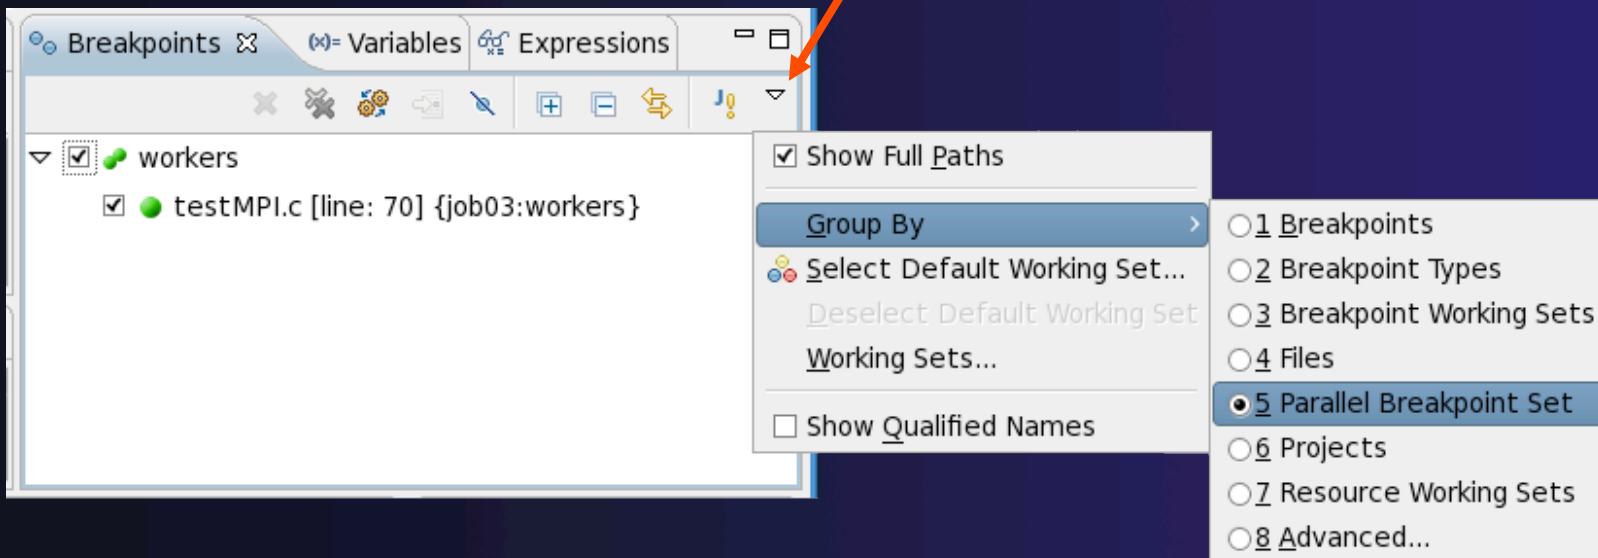 Breakpoints
(x)= Variables
Expressions
workers
testMPI.c [line: 70] {job03:workers}
Show Full Paths
Group By
Select Default Working Set...
Deselect Default Working Set
Working Sets...
Show Qualified Names
1 Breakpoints
2 Breakpoint Types
3 Breakpoint Working Sets
4 Files
5 Parallel Breakpoint Set
6 Projects
7 Resource Working Sets
8 Advanced...